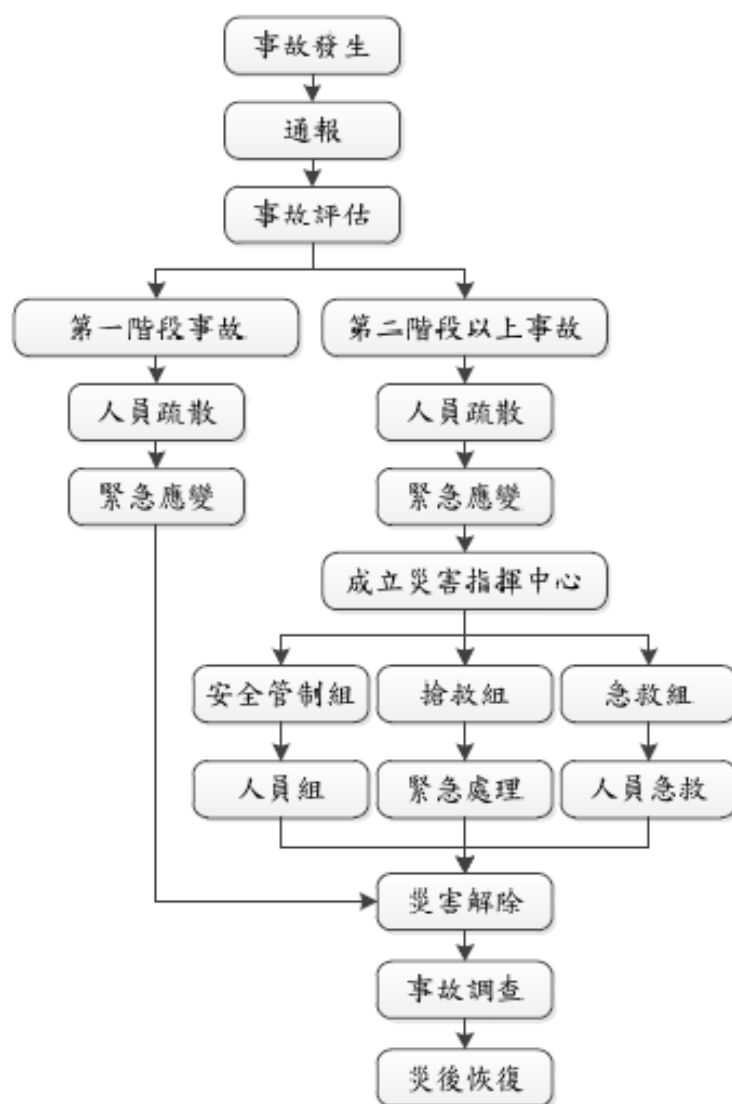 事故發生
通報
事故評估
第一階段事故
第二階段以上事故
人員疏散
人員疏散
緊急應變
緊急應變
成立災害指揮中心
安全管制組
搶救組
急救組
人員組
緊急處理
人員急救
災害解除
事故調查
災後恢復